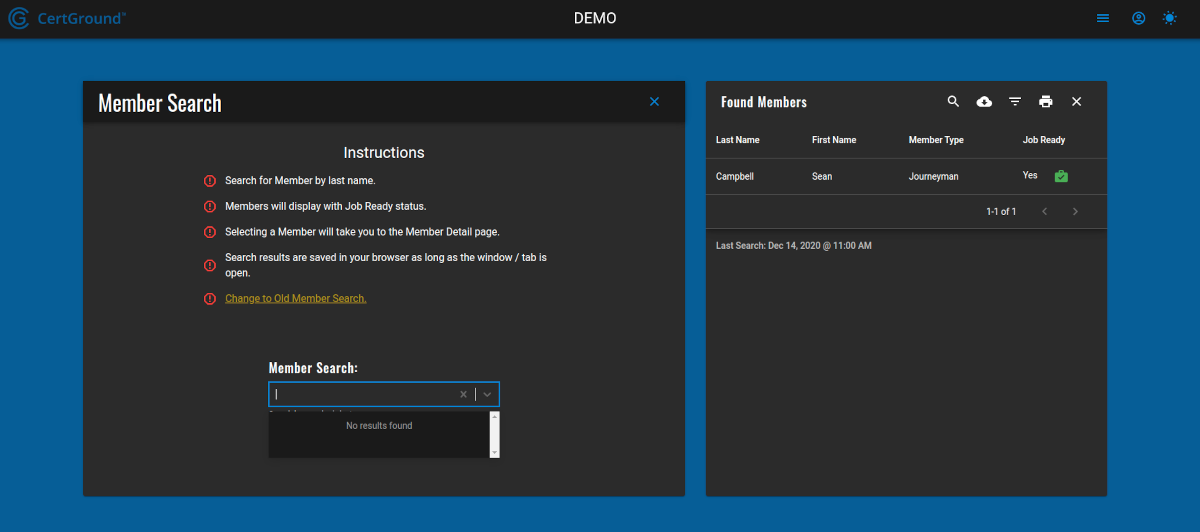 CertGround
DEMO
Member Search
Instructions
Search for Member by last name.
Members will display with Job Ready status.
Selecting a Member will take you to the Member Detail page.
Search results are saved in your browser as long as the window / tab is
open.
Change to Old Member Search.
Member Search:
No results found
Found Members
Last Name First Name Member Type Job Ready
Campbell Sean Journeyman Yes
1-1 of 1
Last Search: Dec 14, 2020 @ 11:00 AM